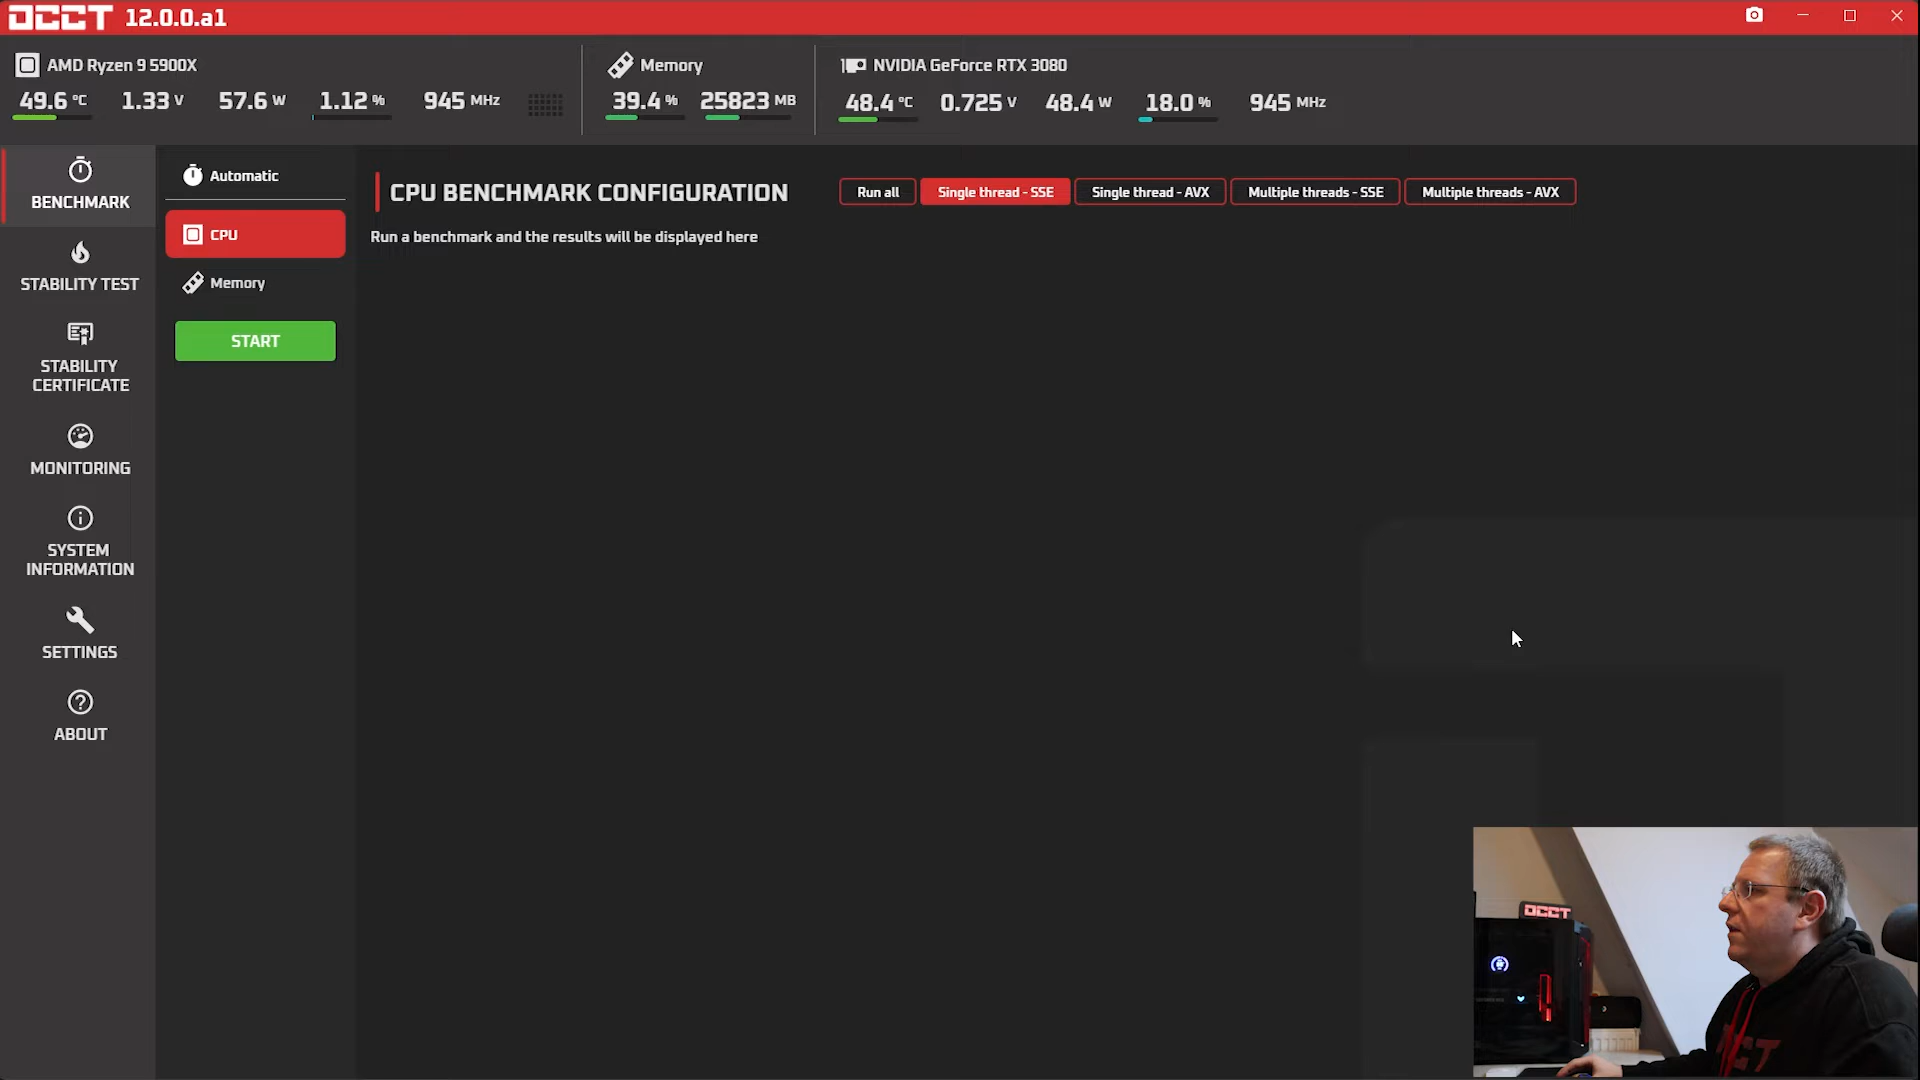 OCCT 12.0.0.a1
AMD Ryzen 9 5900X
49.6 °C 1.33 V 57.6 W 1.12 % 945 MHz
Memory
39.4 % 25823 MB
NVIDIA GeForce RTX 3080
48.4 °C 0.725 V 48.4 W 18.0 % 945 MHz
BENCHMARK
STABILITY TEST
STABILITY
CERTIFICATE
MONITORING
SYSTEM
INFORMATION
SETTINGS
ABOUT
Automatic
CPU
Memory
START
CPU BENCHMARK CONFIGURATION
Run all
Single thread - SSE
Single thread - AVX
Multiple threads - SSE
Multiple threads - AVX
Run a benchmark and the results will be displayed here
OCCT